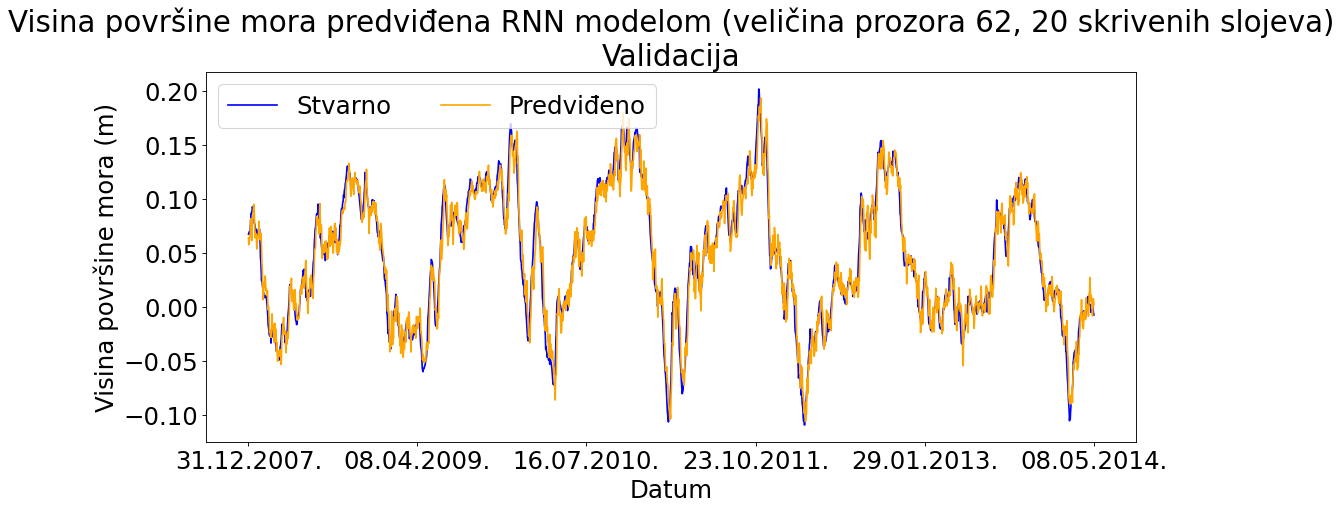 Visina površine mora predviđena RNN modelom (veličina prozora 62, 20 skrivenih slojeva)
Validacija
Stvarno Predviđeno
Visina površine mora (m)
0.20
0.15
0.10
0.05
0.00
−0.05
−0.10
31.12.2007. 08.04.2009. 16.07.2010. 23.10.2011. 29.01.2013. 08.05.2014.
Datum